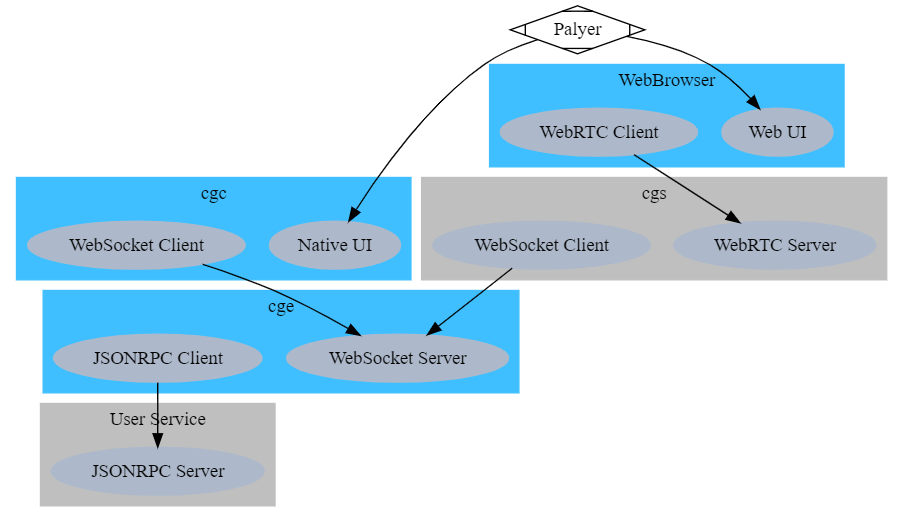 Palyer
WebBrowser
WebRTC Client
Web UI
cgc
WebSocket Client
Native UI
cgs
WebSocket Client
WebRTC Server
cge
JSONRPC Client
WebSocket Server
User Service
JSONRPC Server